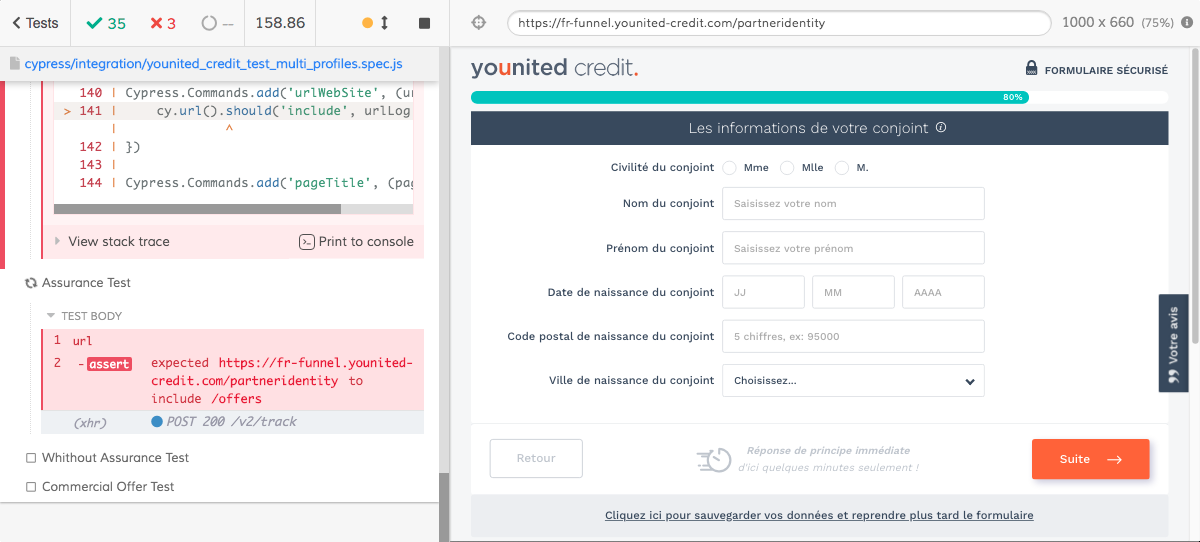 Tests
35
3
--
158.86
https://fr-funnel.younited-credit.com/partneridentity
1000 x 660 (75%)
cypress/integration/younited_credit_test_multi_profiles.spec.js
140 | Cypress.Commands.add('urlWebSite', (ur
> 141 | cy.url().should('include', urlLog
| ^
142 | })
143 |
144 | Cypress.Commands.add('pageTitle', (pag
View stack trace
Print to console
Assurance Test
TEST BODY
1 url
2 -assert expected https://fr-funnel.younited-
credit.com/partneridentity to
include /offers
(xhr) POST 200 /v2/track
Whithout Assurance Test
Commercial Offer Test
younited credit.
FORMULAIRE SÉCURISÉ
80%
Les informations de votre conjoint
Civilité du conjoint Mme Mlle M.
Nom du conjoint Saisissez votre nom
Prénom du conjoint Saisissez votre prénom
Date de naissance du conjoint JJ MM AAAA
Code postal de naissance du conjoint 5 chiffres, ex: 95000
Ville de naissance du conjoint Choisissez...
Votre avis
Retour
Réponse de principe immédiate
d'ici quelques minutes seulement !
Suite
Cliquez ici pour sauvegarder vos données et reprendre plus tard le formulaire